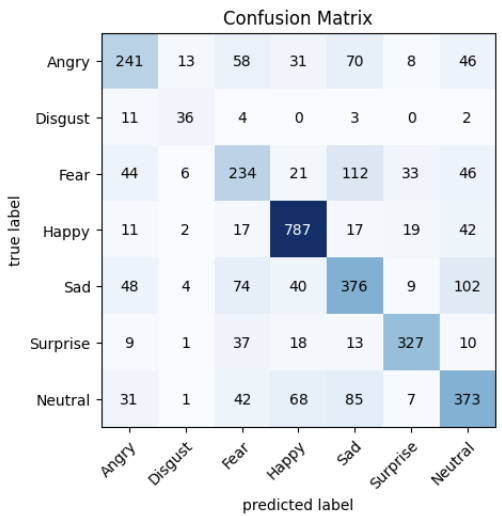 Confusion Matrix
Angry 241 13 58 31 70 8 46
Disgust 11 36 4 0 3 0 2
Fear 44 6 234 21 112 33 46
Happy 11 2 17 787 17 19 42
Sad 48 4 74 40 376 9 102
Surprise 9 1 37 18 13 327 10
Neutral 31 1 42 68 85 7 373
true label
Angry Disgust Fear Happy Sad Surprise Neutral
predicted label